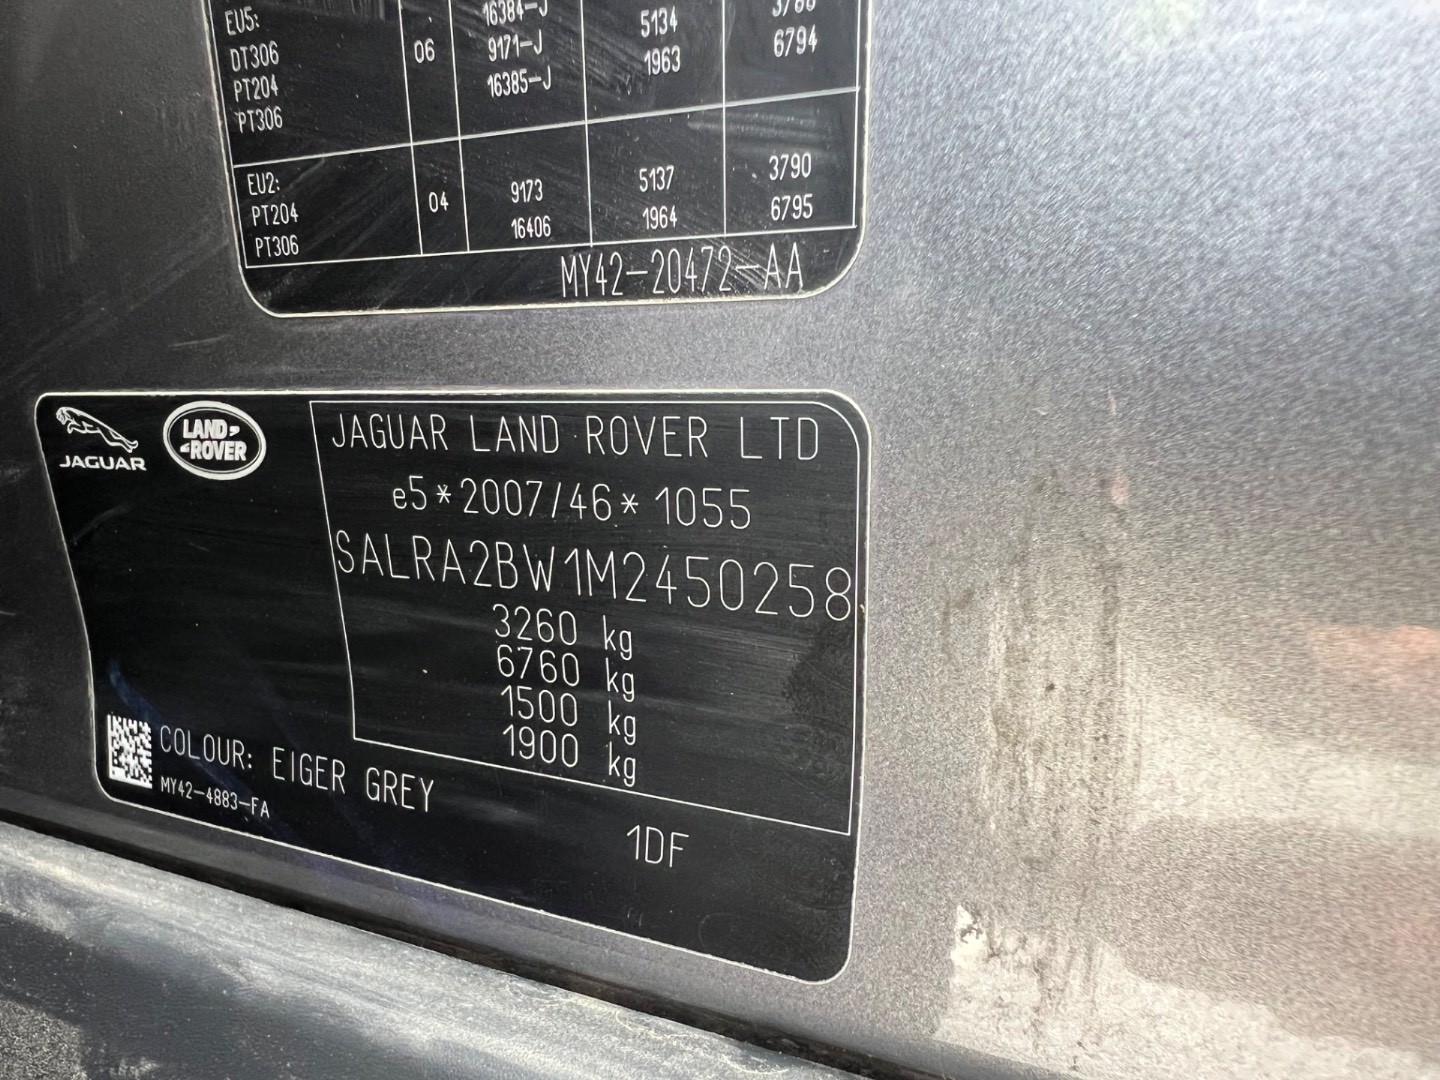 EU5:
DT306
PT204
PT306
06
16384-J
9171-J
16385-J
5134
1963
6794
EU2:
PT204
PT306
04
9173
16406
5137
1964
3790
6795
MY42-20472-AA
JAGUAR
LAND ROVER
JAGUAR LAND ROVER LTD
e5*2007/46*1055
SALRA2BW1M2450258
3260 kg
6760 kg
1500 kg
1900 kg
COLOUR: EIGER GREY
MY42-4883-FA
1DF